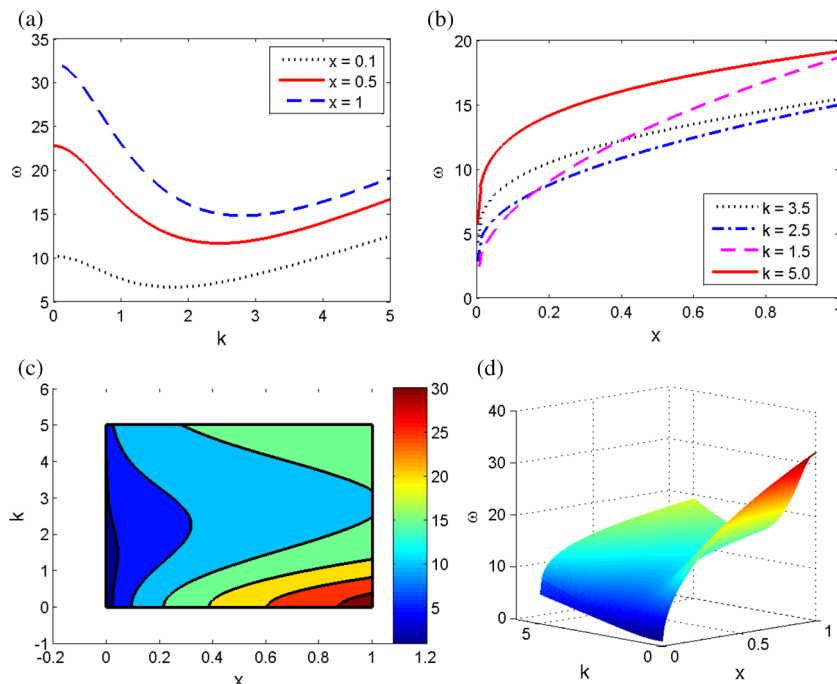 (a)
35
30
25
20
15
10
5
ω
0 1 2 3 4 5
k
x = 0.1
x = 0.5
x = 1
(b)
20
15
10
5
0
ω
0 0.2 0.4 0.6 0.8 1
x
k = 3.5
k = 2.5
k = 1.5
k = 5.0
(c)
6
5
4
3
2
1
0
-1
k
-0.2 0 0.2 0.4 0.6 0.8 1 1.2
x
30
25
20
15
10
5
(d)
40
30
20
10
0
ω
5 0
k
0 0.5 1
x